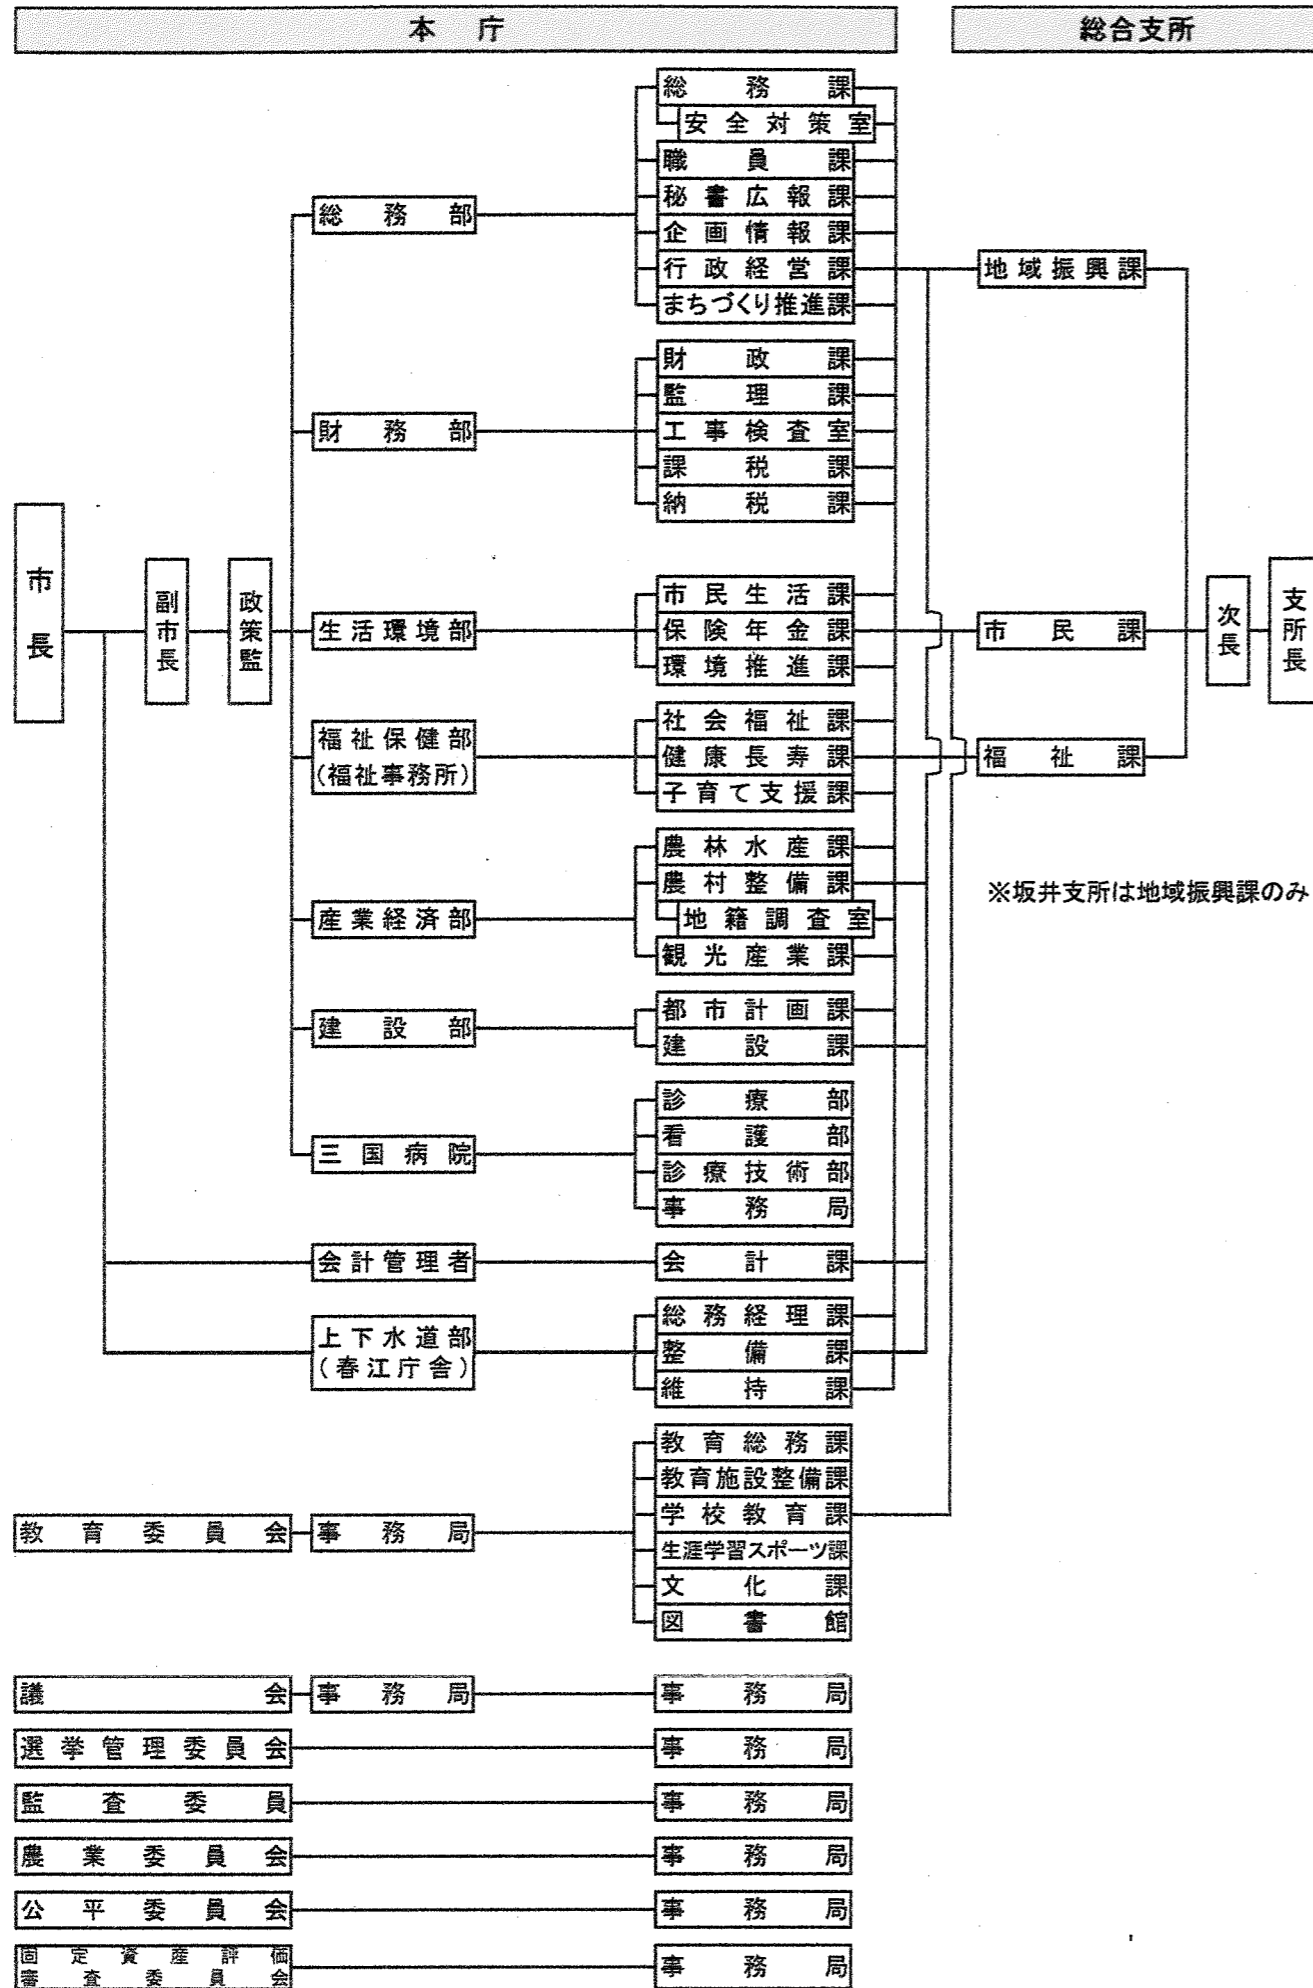 本庁
総合支所
総務課
安全対策室
職員課
秘書広報課
企画情報課
行政経営課
まちづくり推進課
総務部
地域振興課
財政課
監理課
工事検査室
課税課
納税課
財務部
市長
副市長
政策監
市民生活課
保険年金課
環境推進課
生活環境部
市民課
次長
支所長
福祉保健部
(福祉事務所)
社会福祉課
健康長寿課
子育て支援課
福祉課
農林水産課
農村整備課
地籍調査室
観光産業課
産業経済部
※坂井支所は地域振興課のみ
建設部
都市計画課
建設課
三国病院
診療部
看護部
診療技術部
事務局
会計管理者
会計課
上下水道部
(春江庁舎)
総務経理課
整備課
維持課
教育委員会
事務局
教育総務課
教育施設整備課
学校教育課
生涯学習スポーツ課
文化課
図書館
議会
事務局
事務局
選挙管理委員会
事務局
監査委員
事務局
農業委員会
事務局
公平委員会
事務局
固定資産評価
審査委員会
事務局